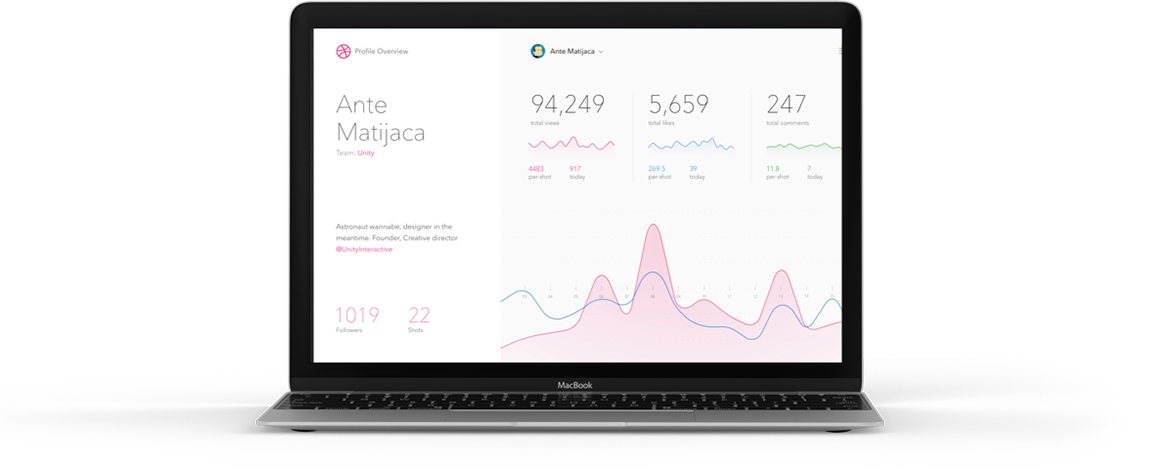 Profile Overview
Ante
Matijaca
Team: Unity
Astronaut wannabe, designer in the
meantime. Founder, Creative director
@UnityInteractive
1019
22
Followers
Shots
Ante Matijaca
94,249
5,659
247
total views
total likes
total comments
4483
917
269.5
39
11.8
7
per shot
today
per shot
today
per shot
today
MacBook